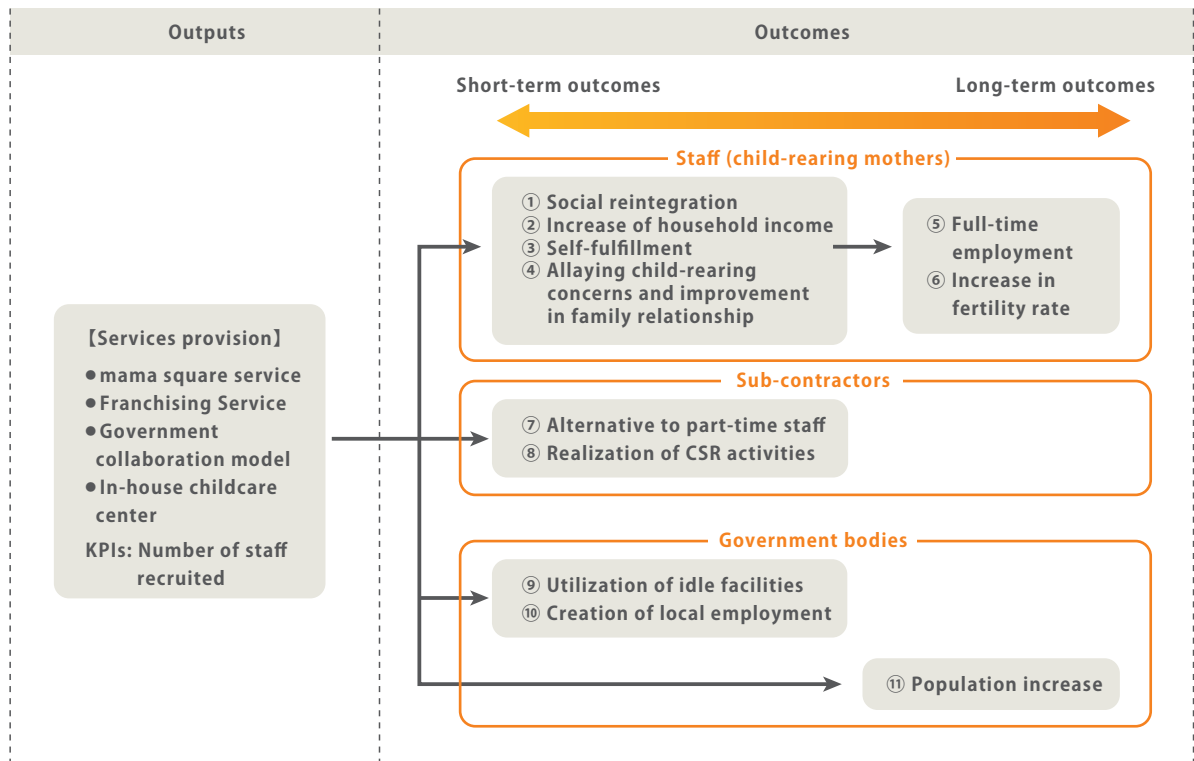 Outputs
Outcomes
Short-term outcomes
Long-term outcomes
Staff (child-rearing mothers)
① Social reintegration
② Increase of household income
③ Self-fulfillment
④ Allaying child-rearing
concerns and improvement
in family relationship
⑤ Full-time
employment
⑥ Increase in
fertility rate
【Services provision】
●mama square service
●Franchising Service
●Government
collaboration model
●In-house childcare
center
KPIs: Number of staff
recruited
Sub-contractors
⑦ Alternative to part-time staff
⑧ Realization of CSR activities
Government bodies
⑨ Utilization of idle facilities
⑩ Creation of local employment
⑪ Population increase